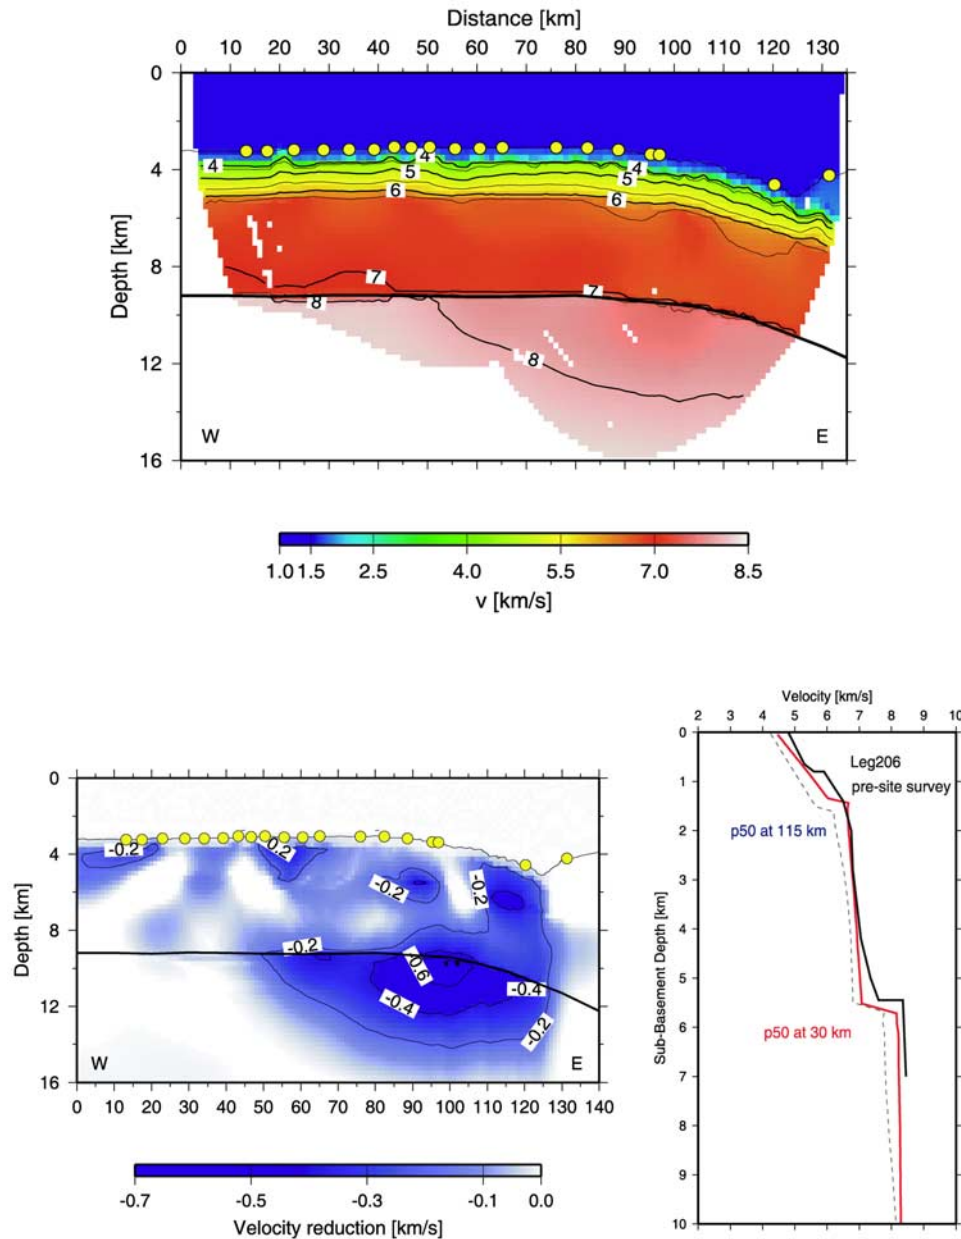 Distance [km]
0 10 20 30 40 50 60 70 80 90 100 110 120 130
0
4
8
12
16
Depth [km]
4
5
6
7
8
4
5
6
7
8
W
E
1.0 1.5 2.5 4.0 5.5 7.0 8.5
v [km/s]
0
4
8
12
16
Depth [km]
-0.2
0.2
-0.2
-0.2
-0.2
-0.6
-0.4
-0.4
-0.2
W
E
0 10 20 30 40 50 60 70 80 90 100 110 120 130 140
-0.7 -0.5 -0.3 -0.1 0.0
Velocity reduction [km/s]
Velocity [km/s]
2 3 4 5 6 7 8 9 10
0
1
2
3
4
5
6
7
8
9
10
Sub-Basement Depth [km]
Leg206
pre-site survey
p50 at 115 km
p50 at 30 km